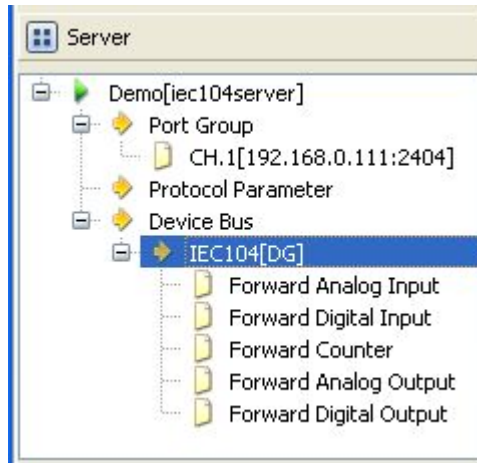 Server
Demo[iec104server]
Port Group
CH.1[192.168.0.111:2404]
Protocol Parameter
Device Bus
IEC104[DG]
Forward Analog Input
Forward Digital Input
Forward Counter
Forward Analog Output
Forward Digital Output